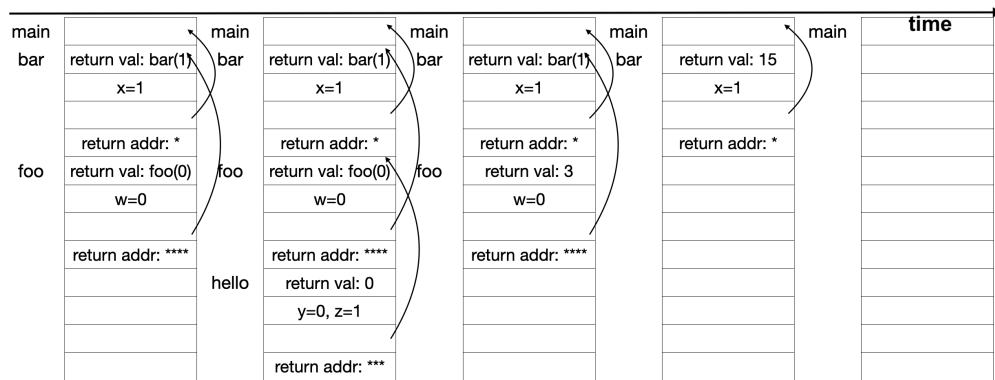 time
main main main main main
bar return val: bar(1) bar return val: bar(1) bar return val: bar(1) bar return val: 15
x=1 x=1 x=1 x=1
return addr: * return addr: * return addr: * return addr: *
foo return val: foo(0) foo return val: foo(0) foo return val: 3
w=0 w=0 w=0
return addr: **** return addr: **** return addr: ****
hello return val: 0
y=0, z=1
return addr: ***